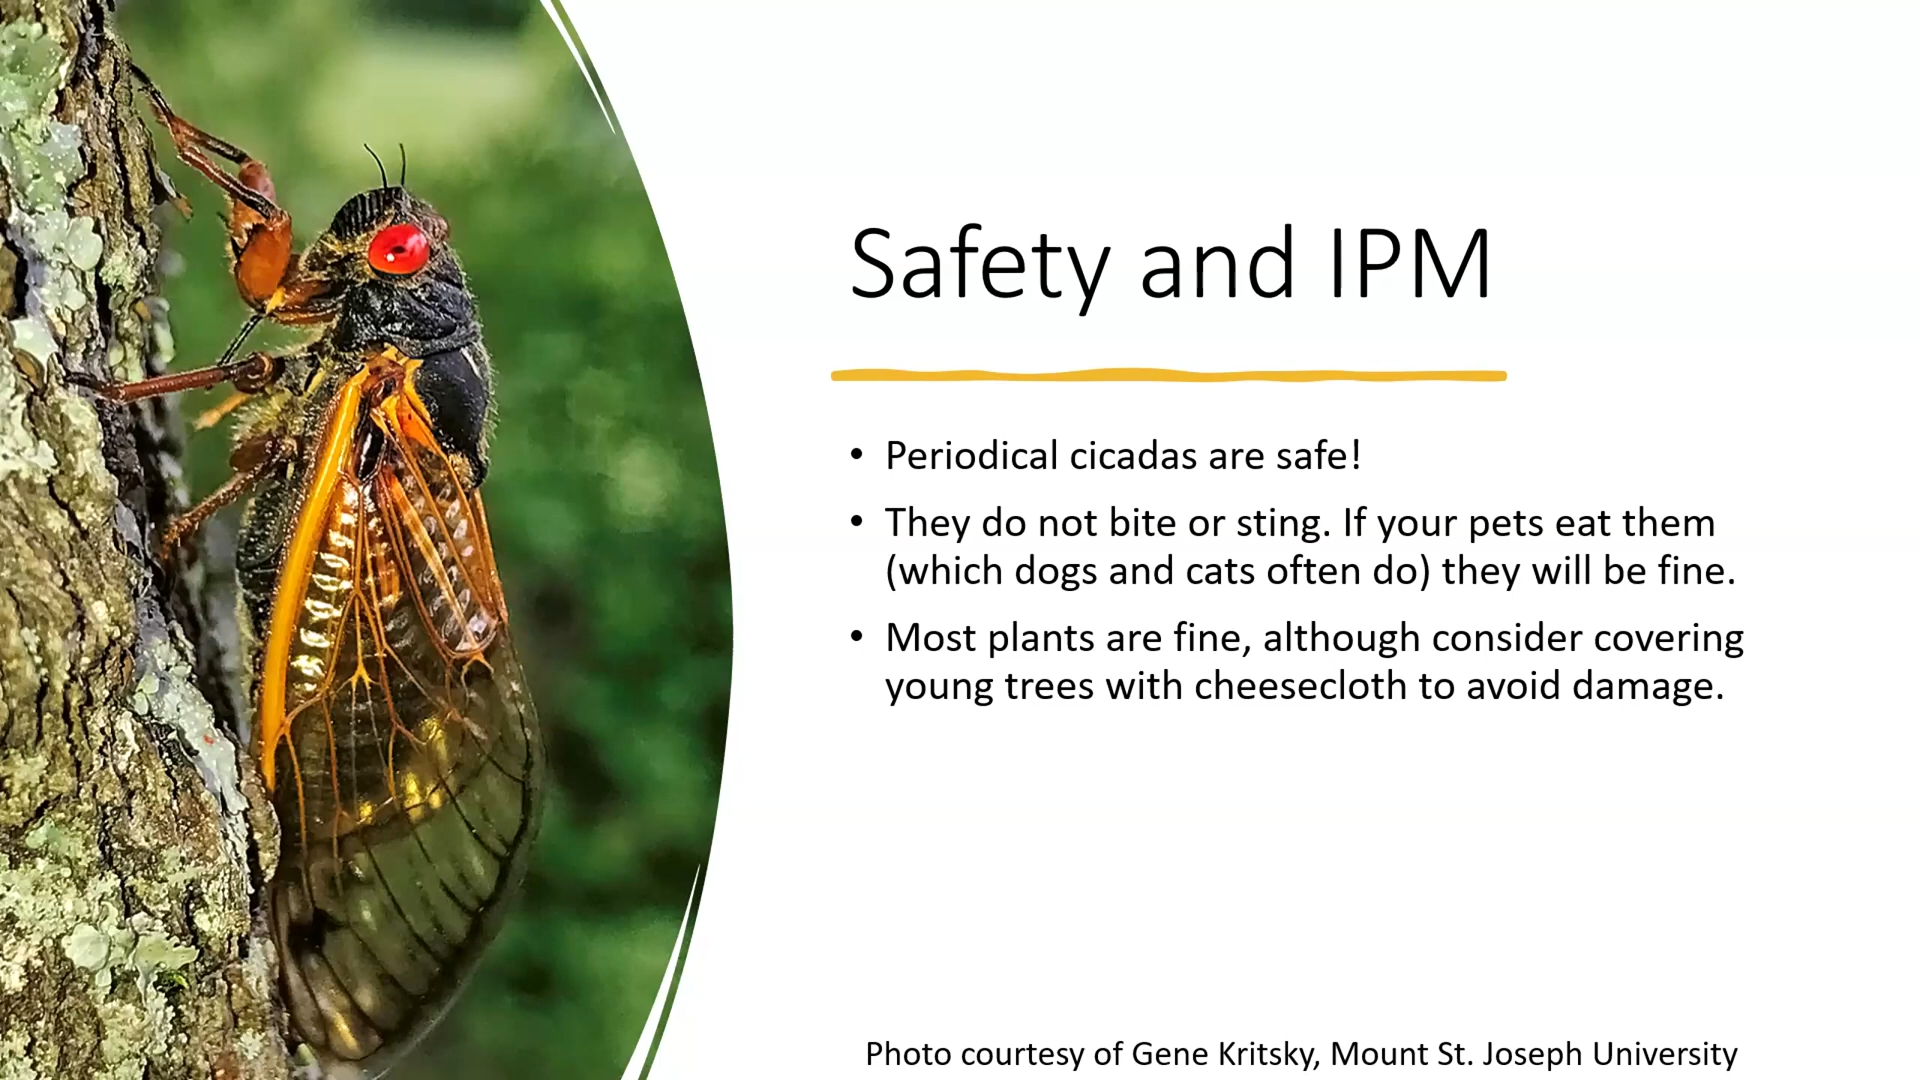 Safety and IPM
• Periodical cicadas are safe!
• They do not bite or sting. If your pets eat them
(which dogs and cats often do) they will be fine.
• Most plants are fine, although consider covering
young trees with cheesecloth to avoid damage.
Photo courtesy of Gene Kritsky, Mount St. Joseph University